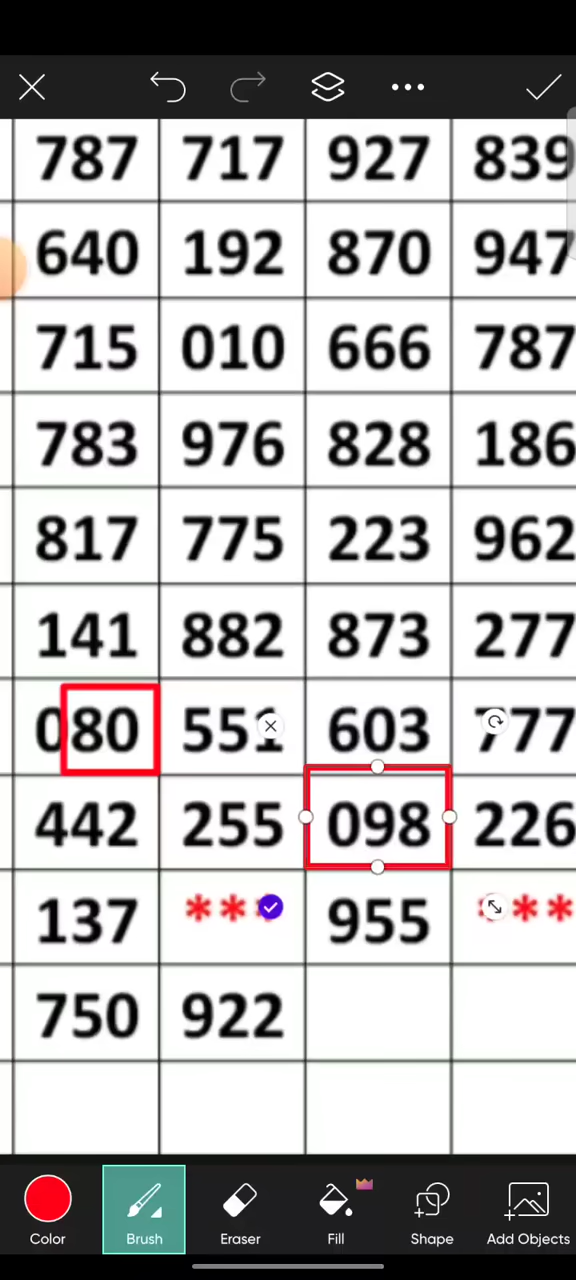 787 717 927 839
640 192 870 947
715 010 666 787
783 976 828 186
817 775 223 962
141 882 873 277
080 551 603 777
442 255 098 226
137 *** 955 ***
750 922
Color Brush Eraser Fill Shape Add Objects